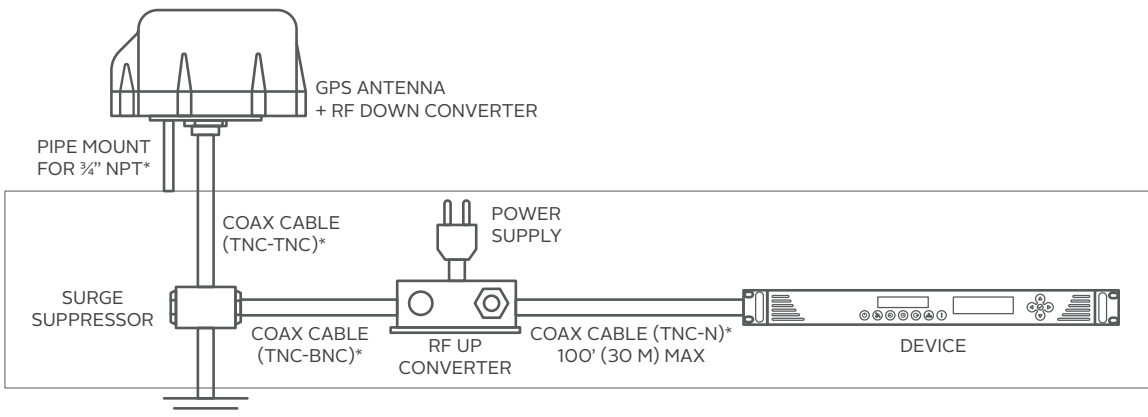 GPS ANTENNA
+ RF DOWN CONVERTER
PIPE MOUNT
FOR ¾” NPT*
COAX CABLE
(TNC-TNC)*
POWER
SUPPLY
SURGE
SUPPRESSOR
COAX CABLE
(TNC-BNC)*
RF UP
CONVERTER
COAX CABLE (TNC-N)*
100’ (30 M) MAX
DEVICE